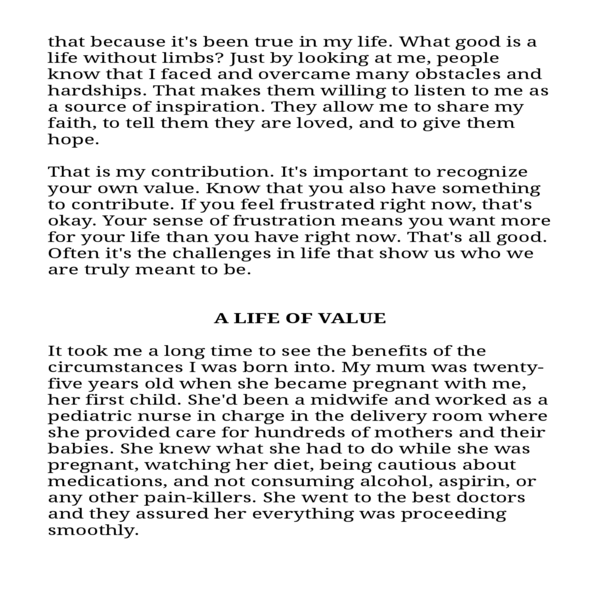 that because it's been true in my life. What good is a
life without limbs? Just by looking at me, people
know that I faced and overcame many obstacles and
hardships. That makes them willing to listen to me as
a source of inspiration. They allow me to share my
faith, to tell them they are loved, and to give them
hope.
That is my contribution. It's important to recognize
your own value. Know that you also have something
to contribute. If you feel frustrated right now, that's
okay. Your sense of frustration means you want more
for your life than you have right now. That's all good.
Often it's the challenges in life that show us who we
are truly meant to be.
A LIFE OF VALUE
It took me a long time to see the benefits of the
circumstances I was born into. My mum was twenty-
five years old when she became pregnant with me,
her first child. She'd been a midwife and worked as a
pediatric nurse in charge in the delivery room where
she provided care for hundreds of mothers and their
babies. She knew what she had to do while she was
pregnant, watching her diet, being cautious about
medications, and not consuming alcohol, aspirin, or
any other pain-killers. She went to the best doctors
and they assured her everything was proceeding
smoothly.